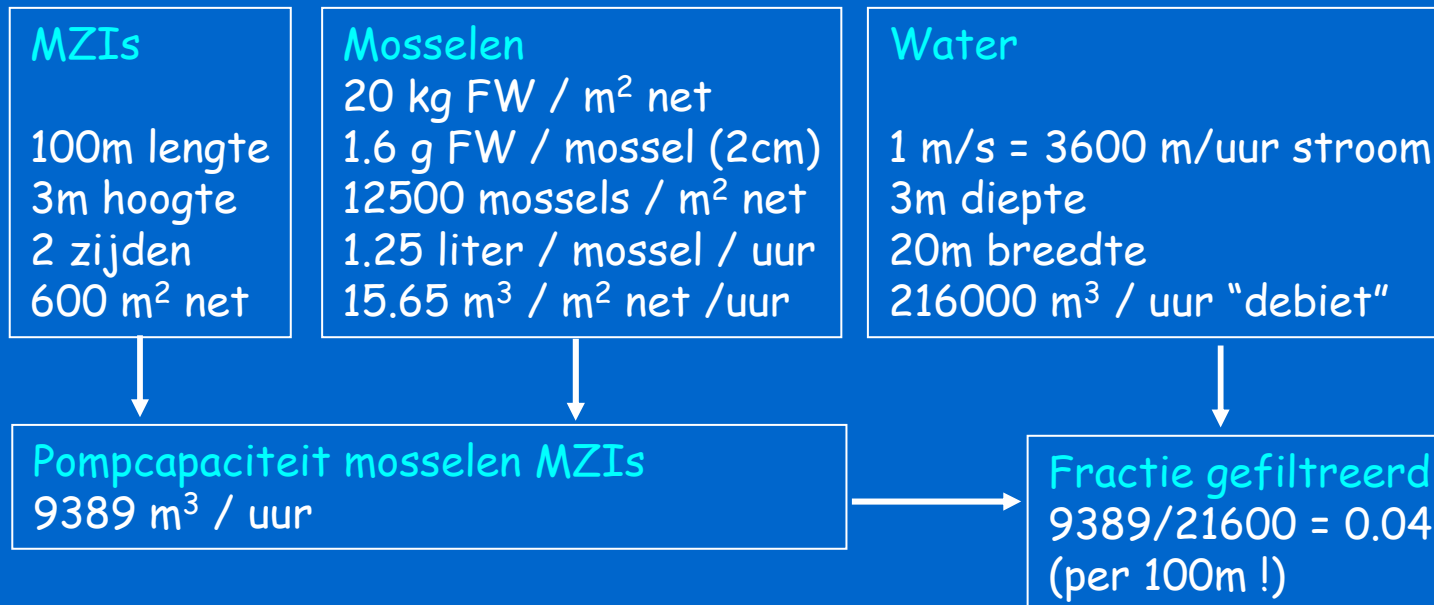 MZIs
100m lengte
3m hoogte
2 zijden
600 m² net
Mosselen
20 kg FW / m² net
1.6 g FW / mossel (2cm)
12500 mossels / m² net
1.25 liter / mossel / uur
15.65 m³ / m² net /uur
Water
1 m/s = 3600 m/uur stroom
3m diepte
20m breedte
216000 m³ / uur “debiet”
Pompcapaciteit mosselen MZIs
9389 m³ / uur
Fractie gefiltreerd
9389/21600 = 0.04
(per 100m !)